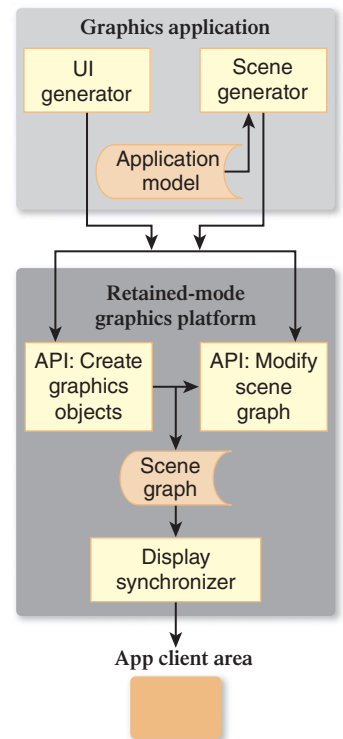 Graphics application
UI
generator
Scene
generator
Application
model
Retained-mode
graphics platform
API: Create
graphics
objects
API: Modify
scene
graph
Scene
graph
Display
synchronizer
App client area